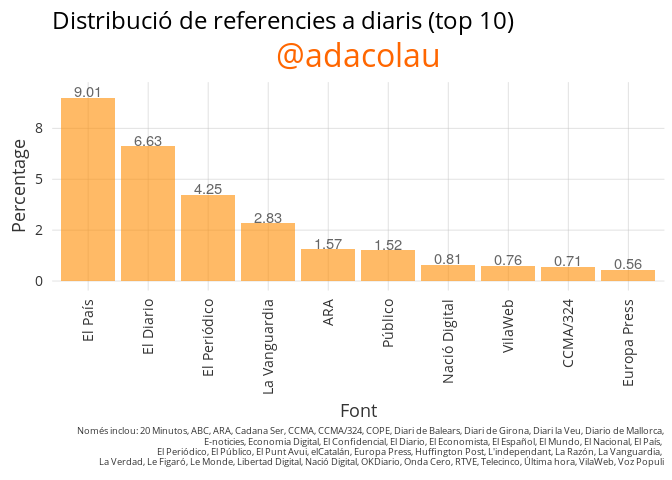 Distribució de referencies a diaris (top 10)
@adacolau
Percentage
8
5
2
0
9.01
6.63
4.25
2.83
1.57
1.52
0.81
0.76
0.71
0.56
El País
El Diario
El Periódico
La Vanguardia
ARA
Público
Nació Digital
VilaWeb
CCMA/324
Europa Press
Font
Només inclou: 20 Minutos, ABC, ARA, Cadana Ser, CCMA, CCMA/324, COPE, Diari de Balears, Diari de Girona, Diari la Veu, Diario de Mallorca,
E-noticies, Economia Digital, El Confidencial, El Diario, El Economista, El Español, El Mundo, El Nacional, El País,
El Periódico, El Público, El Punt Avui, elCatalán, Europa Press, Huffington Post, L'independant, La Razón, La Vanguardia,
La Verdad, Le Figaró, Le Monde, Libertad Digital, Nació Digital, OKDiario, Onda Cero, RTVE, Telecinco, Última hora, VilaWeb, Voz Populi